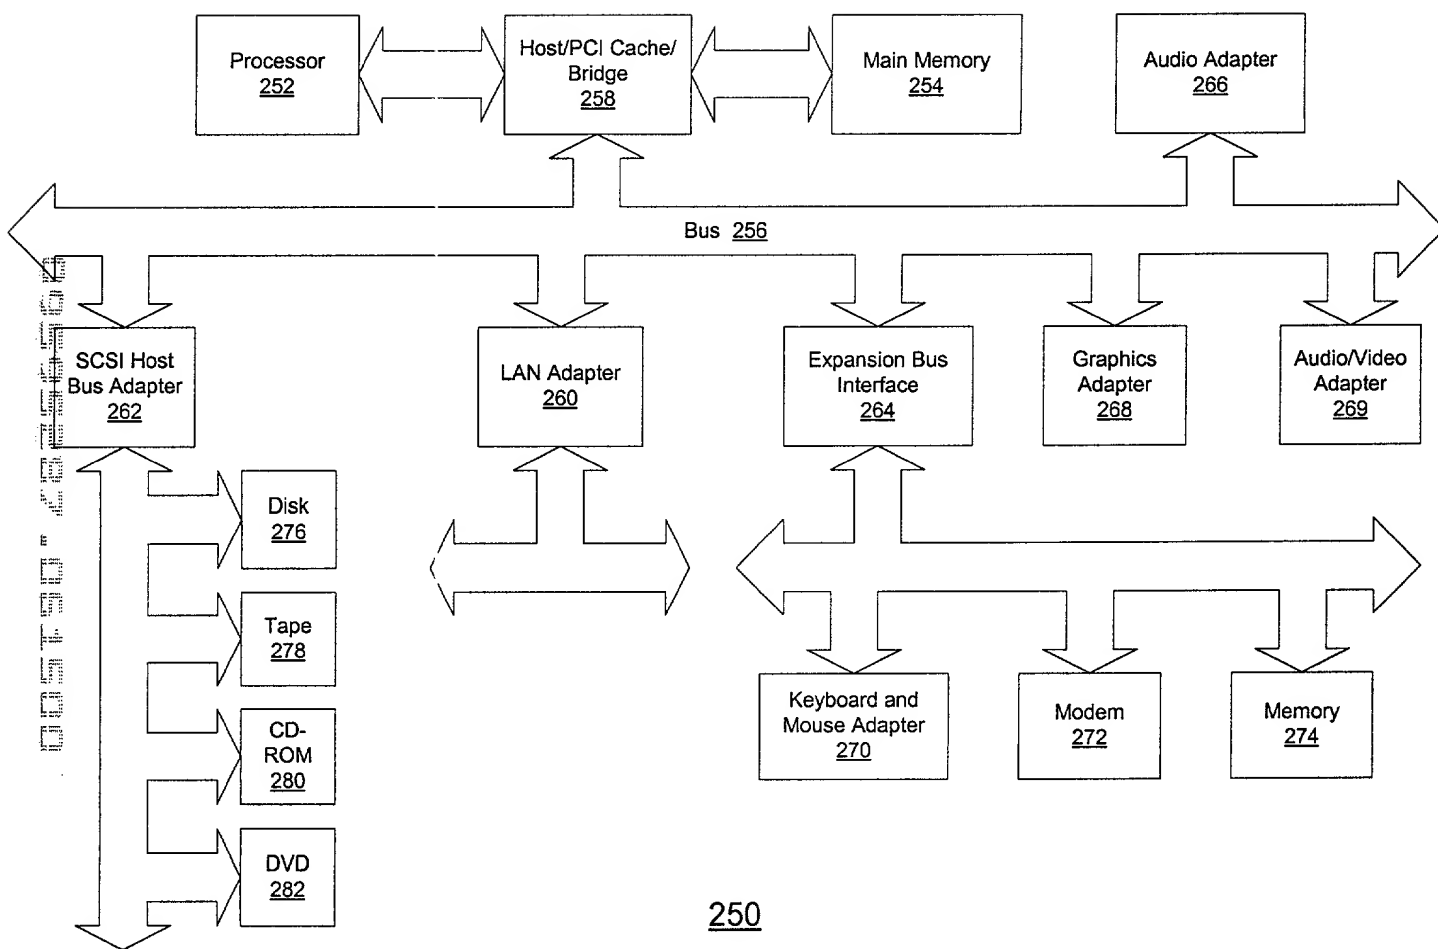 Processor
252
Host/PCI Cache/
Bridge
258
Main Memory
254
Audio Adapter
266
Bus 256
SCSI Host
Bus Adapter
262
LAN Adapter
260
Expansion Bus
Interface
264
Graphics
Adapter
268
Audio/Video
Adapter
269
Disk
276
Tape
278
CD-
ROM
280
DVD
282
Keyboard and
Mouse Adapter
270
Modem
272
Memory
274
250